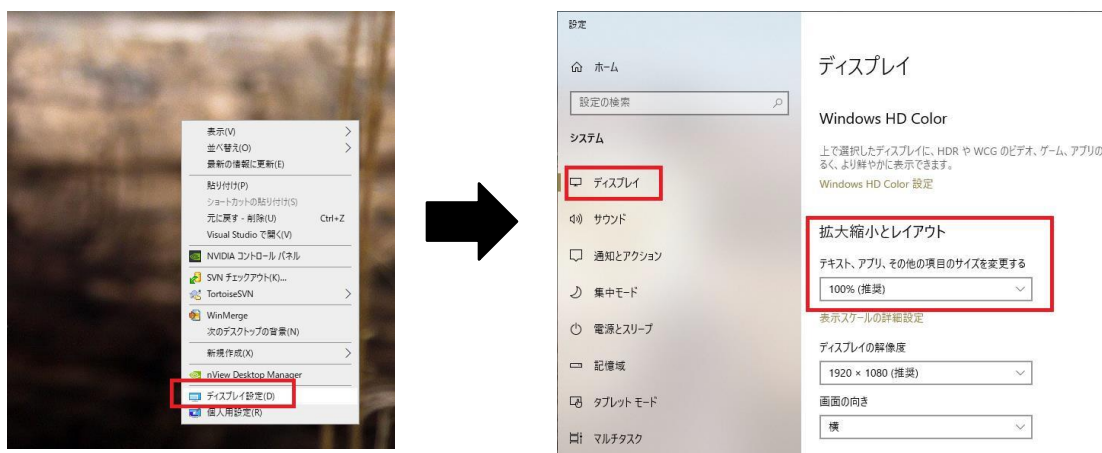 表示(V)
並べ替え(O)
最新の情報に更新(E)
貼り付け(P)
ショートカットの貼り付け(S)
元に戻す - 削除(U) Ctrl+Z
Visual Studio で開く(V)
NVIDIA コントロール パネル
SVN チェックアウト(K)...
TortoiseSVN
WinMerge
次のデスクトップの背景(N)
新規作成(X)
nView Desktop Manager
ディスプレイ設定(D)
個人用設定(R)
設定
ホーム
設定の検索
システム
ディスプレイ
サウンド
通知とアクション
集中モード
電源とスリープ
記憶域
タブレット モード
マルチタスク
ディスプレイ
Windows HD Color
上で選択したディスプレイに、HDR や WCG のビデオ、ゲーム、アプリの
るく、より鮮やかに表示できます。
Windows HD Color 設定
拡大縮小とレイアウト
テキスト、アプリ、その他の項目のサイズを変更する
100% (推奨)
表示スケールの詳細設定
ディスプレイの解像度
1920 × 1080 (推奨)
画面の向き
横